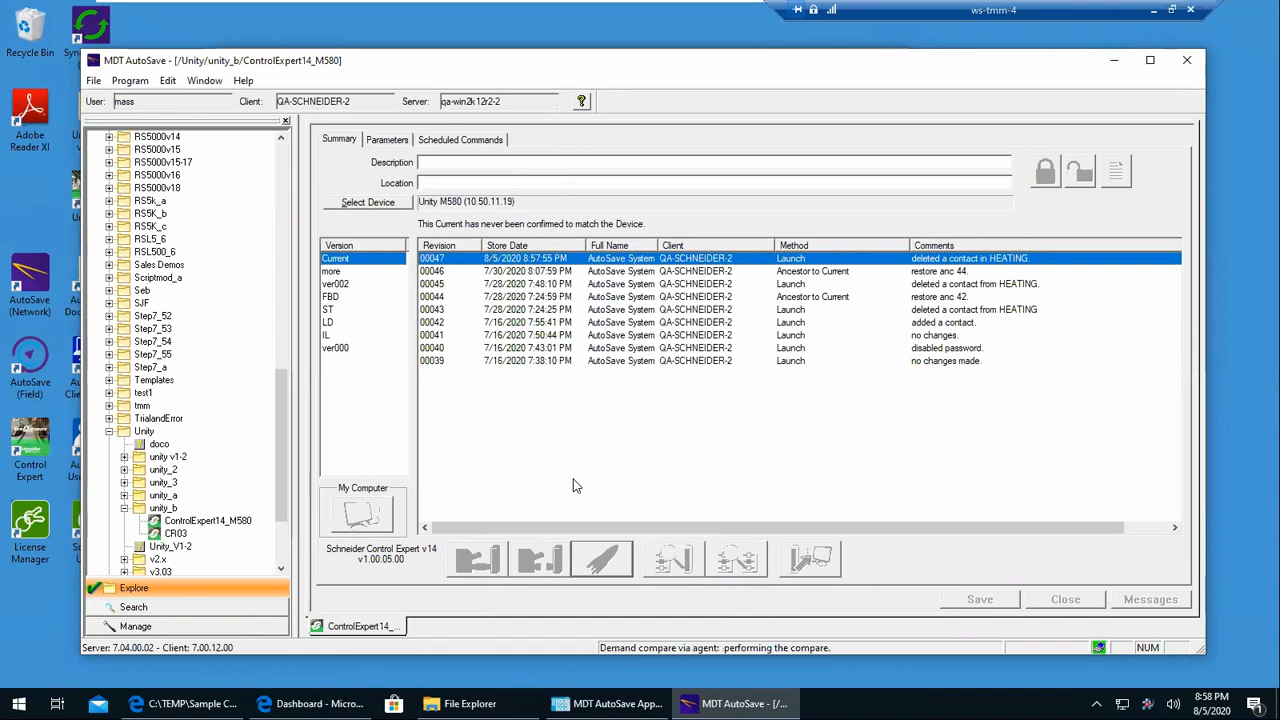 ws-tmm-4
Recycle Bin
Adobe
Reader XI
AutoSave
(Network)
AutoSave
(Field)
Control
Expert
License
Manager
MDT AutoSave - [/Unity/unity_b/ControlExpert14_M580]
File Program Edit Window Help
User: mass Client: QA-SCHNEIDER-2 Server: qa-win2k12r2-2
RS5000v14
RS5000v15
RS5000v15-17
RS5000v16
RS5000v18
RS5k_a
RS5K_b
RS5K_c
RSL5_6
RSL500_6
Sales Demos
Scriptmod_a
Seb
SJF
Step7_52
Step7_53
Step7_54
Step7_55
Step7_a
Templates
test1
tmm
TrialandError
Unity
doco
unity v1-2
unity_2
unity_3
unity_a
unity_b
ControlExpert14_M580
CR03
Unity_V1-2
v2.x
v3.03
Explore
Search
Manage
Summary Parameters Scheduled Commands
Description
Location
Select Device Unity M580 (10.50.11.19)
This Current has never been confirmed to match the Device.
Version Revision Store Date Full Name Client Method Comments
Current 00047 8/5/2020 8:57:55 PM AutoSave System QA-SCHNEIDER-2 Launch deleted a contact in HEATING.
more 00046 7/30/2020 8:07:59 PM AutoSave System QA-SCHNEIDER-2 Ancestor to Current restore anc 44.
ver002 00045 7/28/2020 7:48:10 PM AutoSave System QA-SCHNEIDER-2 Launch deleted a contact from HEATING.
FBD 00044 7/28/2020 7:24:59 PM AutoSave System QA-SCHNEIDER-2 Ancestor to Current restore anc 42.
ST 00043 7/28/2020 7:24:25 PM AutoSave System QA-SCHNEIDER-2 Launch deleted a contact from HEATING
LD 00042 7/16/2020 7:55:41 PM AutoSave System QA-SCHNEIDER-2 Launch added a contact.
IL 00041 7/16/2020 7:50:44 PM AutoSave System QA-SCHNEIDER-2 Launch no changes.
ver000 00040 7/16/2020 7:43:01 PM AutoSave System QA-SCHNEIDER-2 Launch disabled password.
00039 7/16/2020 7:38:10 PM AutoSave System QA-SCHNEIDER-2 Launch no changes made.
My Computer
Schneider Control Expert v14
v1.00.05.00
Save Close Messages
ControlExpert14_...
Server: 7.04.00.02 - Client: 7.00.12.00 Demand compare via agent: performing the compare. NUM
C:\TEMP\Sample C... Dashboard - Micro... File Explorer MDT AutoSave App... MDT AutoSave - [/...
8:58 PM
8/5/2020